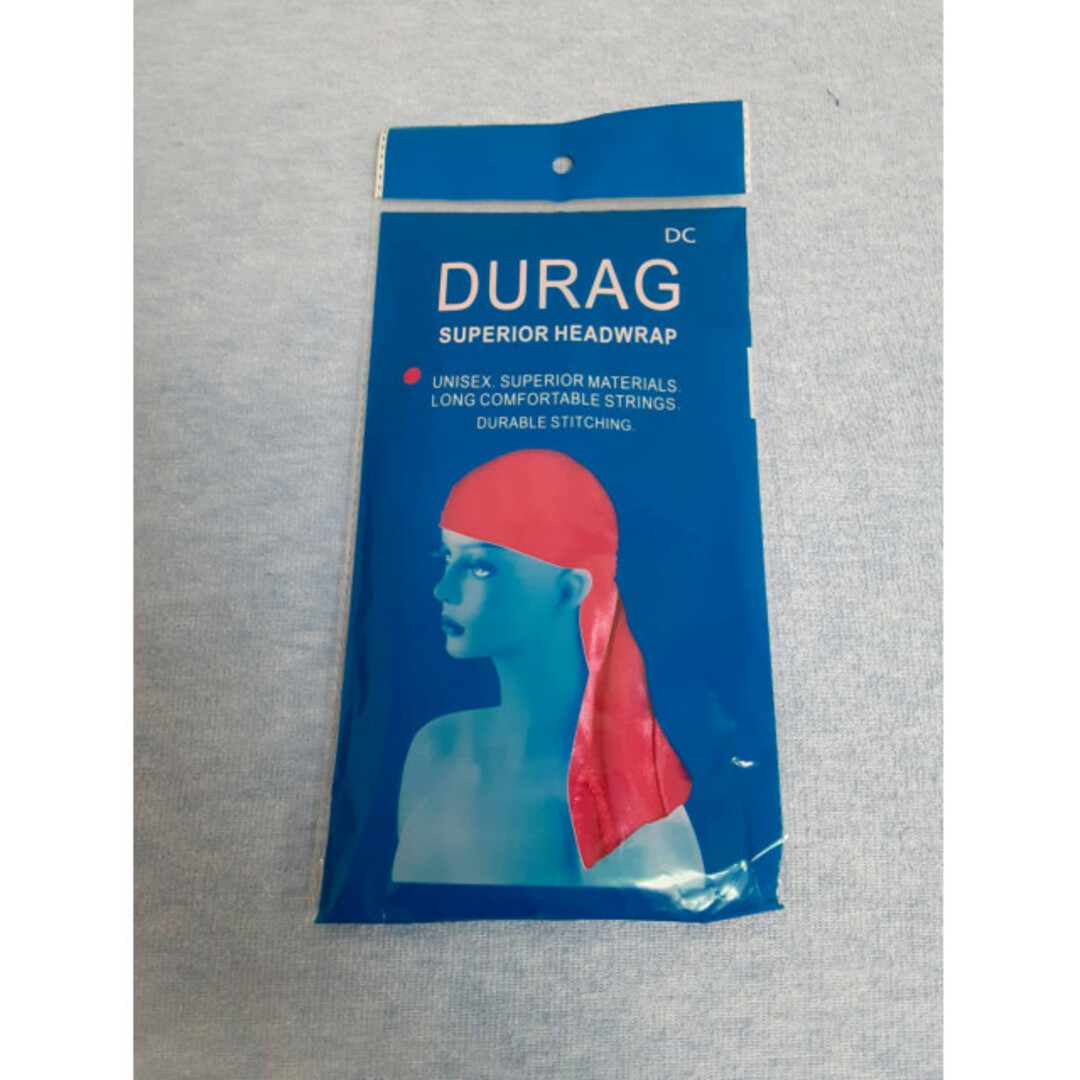 DC
DURAG
SUPERIOR HEADWRAP
UNISEX. SUPERIOR MATERIALS.
LONG COMFORTABLE STRINGS.
DURABLE STITCHING.